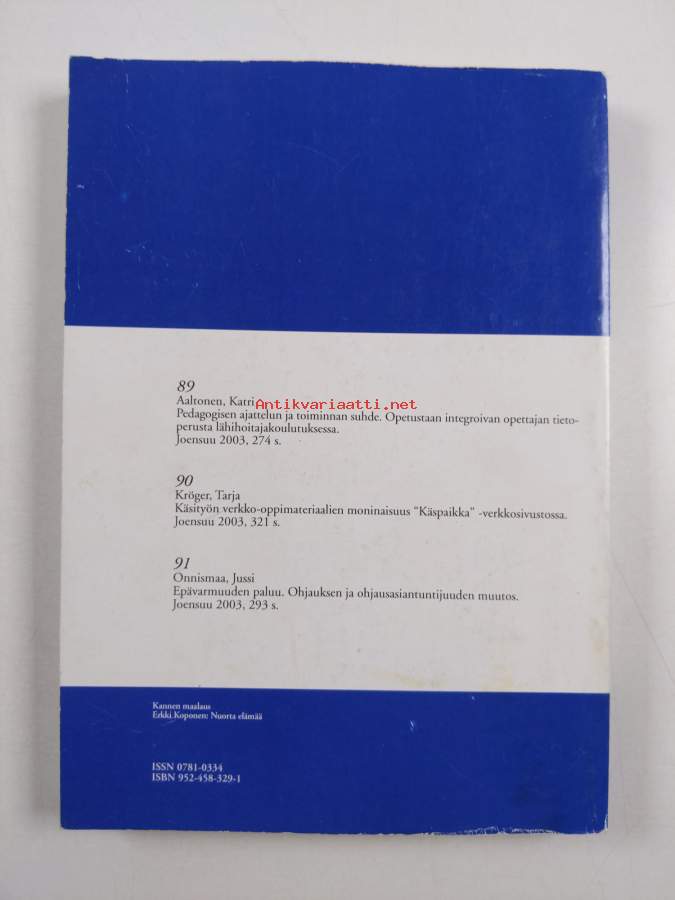 89
Aaltonen, Katri
Antikvariaatti.net
Pedagogisen ajattelun ja toiminnan suhde. Opetustaan integroivan opettajan tieto-
perusta lähihoitajakoulutuksessa.
Joensuu 2003, 274 s.
90
Kröger, Tarja
Käsityön verkko-oppimateriaalien moninaisuus "Käspaikka" -verkkosivustossa.
Joensuu 2003, 321 s.
91
Onnismaa, Jussi
Epävarmuuden paluu. Ohjauksen ja ohjausasiantuntijuuden muutos.
Joensuu 2003, 293 s.
Kannen maalaus
Erkki Koponen: Nuorta elämää
ISSN 0781-0334
ISBN 952-458-329-1